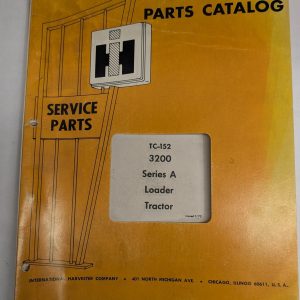 PARTS CATALOG
IH
SERVICE
PARTS
TC-152
3200
Series A
Loader
Tractor
INTERNATIONAL HARVESTER COMPANY • 401 NORTH MICHIGAN AVE. • CHICAGO, ILLINOIS 60611, U.S.A.